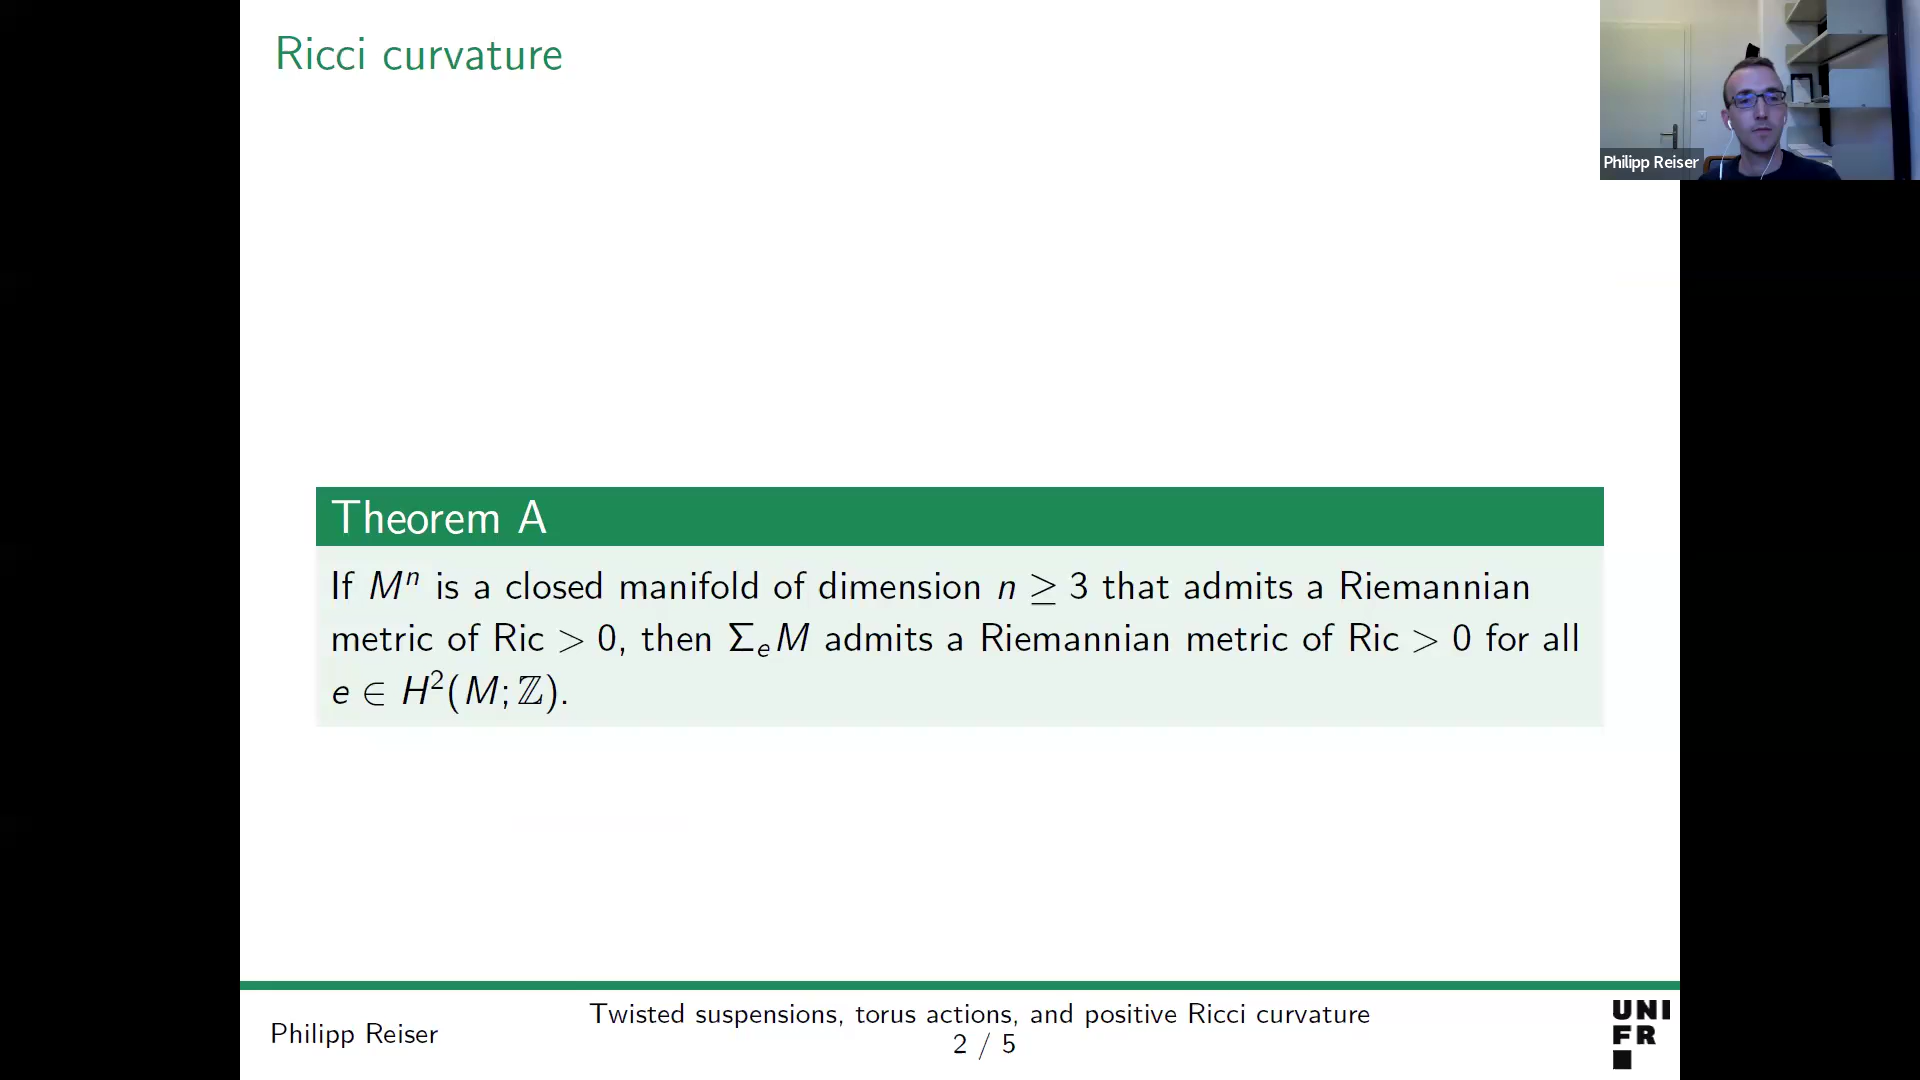 Ricci curvature
Philipp Reiser
Theorem A
If Mⁿ is a closed manifold of dimension n ≥ 3 that admits a Riemannian
metric of Ric > 0, then ΣₑM admits a Riemannian metric of Ric > 0 for all
e ∈ H²(M; ℤ).
Philipp Reiser
Twisted suspensions, torus actions, and positive Ricci curvature
2 / 5
UNI
FR